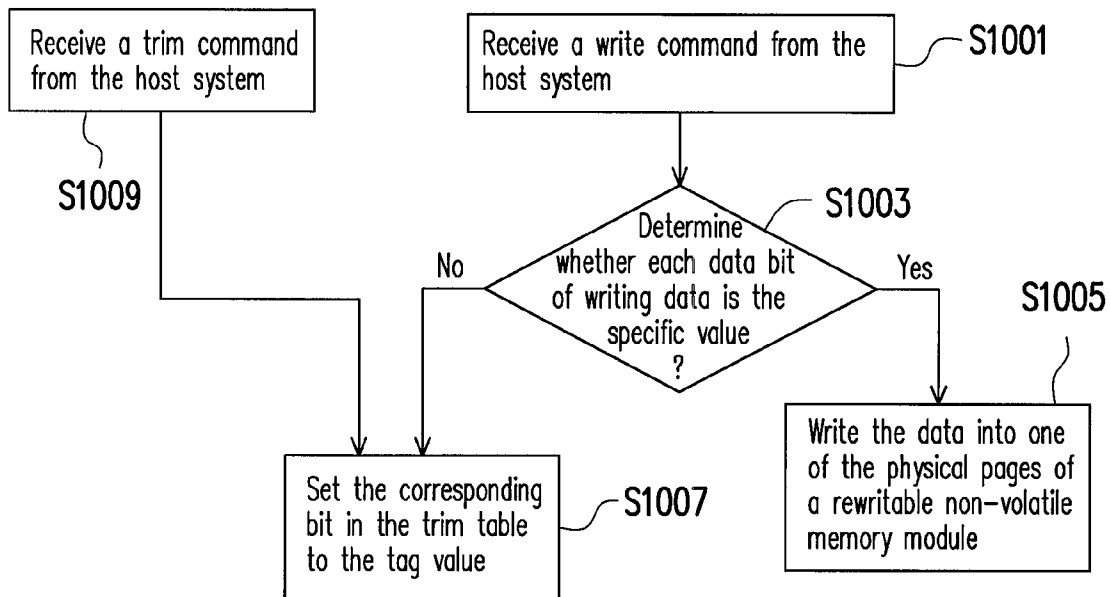 Receive a trim command
from the host system
S1009
Receive a write command from the
host system
S1001
Determine
whether each data bit
of writing data is the
specific value
?
S1003
No
Yes
S1005
Write the data into one
of the physical pages of
a rewritable non-volatile
memory module
Set the corresponding
bit in the trim table
to the tag value
S1007